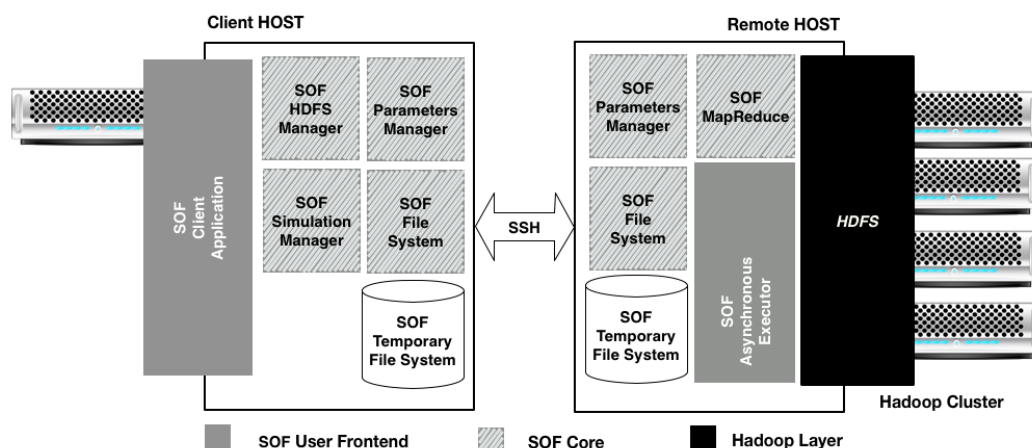 Client HOST
Remote HOST
SOF
HDFS
Manager
SOF
Parameters
Manager
SOF
Parameters
Manager
SOF
MapReduce
SOF
Client
Application
SOF
Simulation
Manager
SOF
File
System
SSH
SOF
File
System
HDFS
SOF
Temporary
File System
SOF
Temporary
File System
SOF
Asynchronous
Executor
Hadoop Cluster
SOF User Frontend
SOF Core
Hadoop Layer